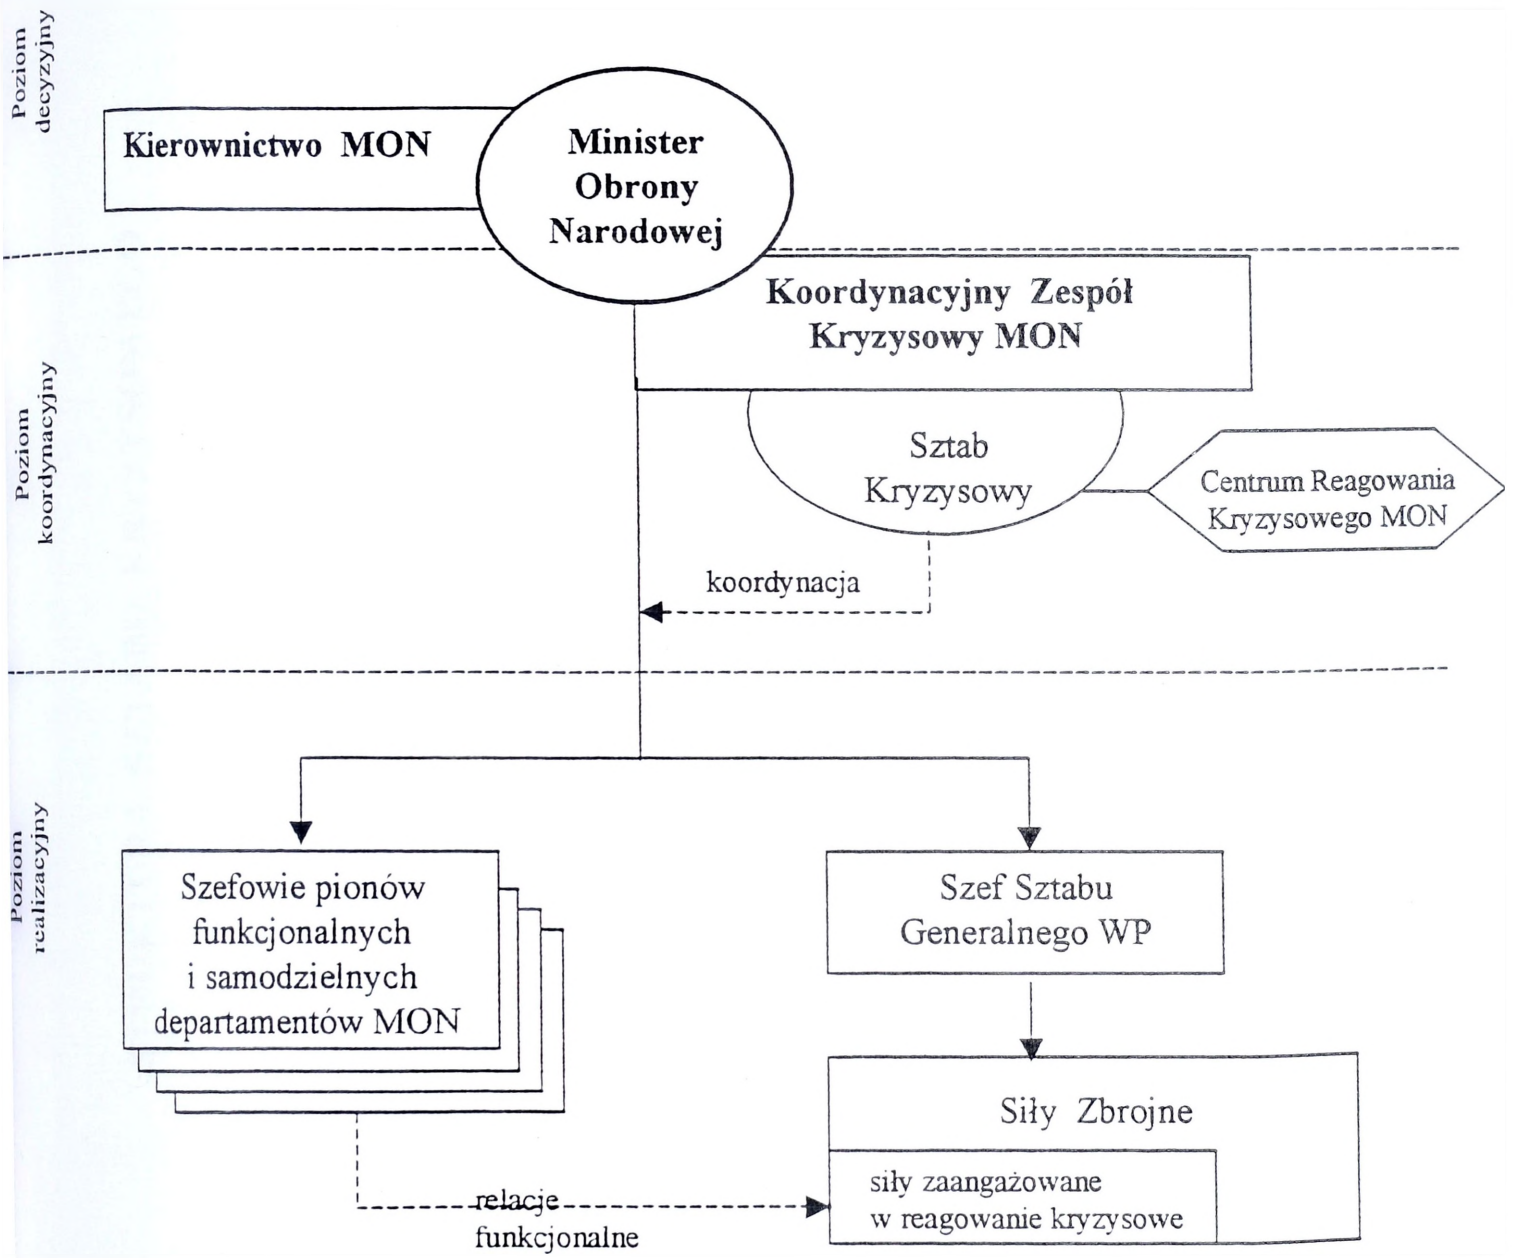 Poziom
decyzyjny
Kierownictwo MON
Minister
Obrony
Narodowej
Poziom
koordynacyjny
Koordynacyjny Zespół
Kryzysowy MON
Sztab
Kryzysowy
Centrum Reagowania
Kryzysowego MON
koordynacja
Poziom
realizacyjny
Szefowie pionów
funkcjonalnych
i samodzielnych
departamentów MON
Szef Sztabu
Generalnego WP
Siły Zbrojne
siły zaangażowane
w reagowanie kryzysowe
relacje
funkcjonalne